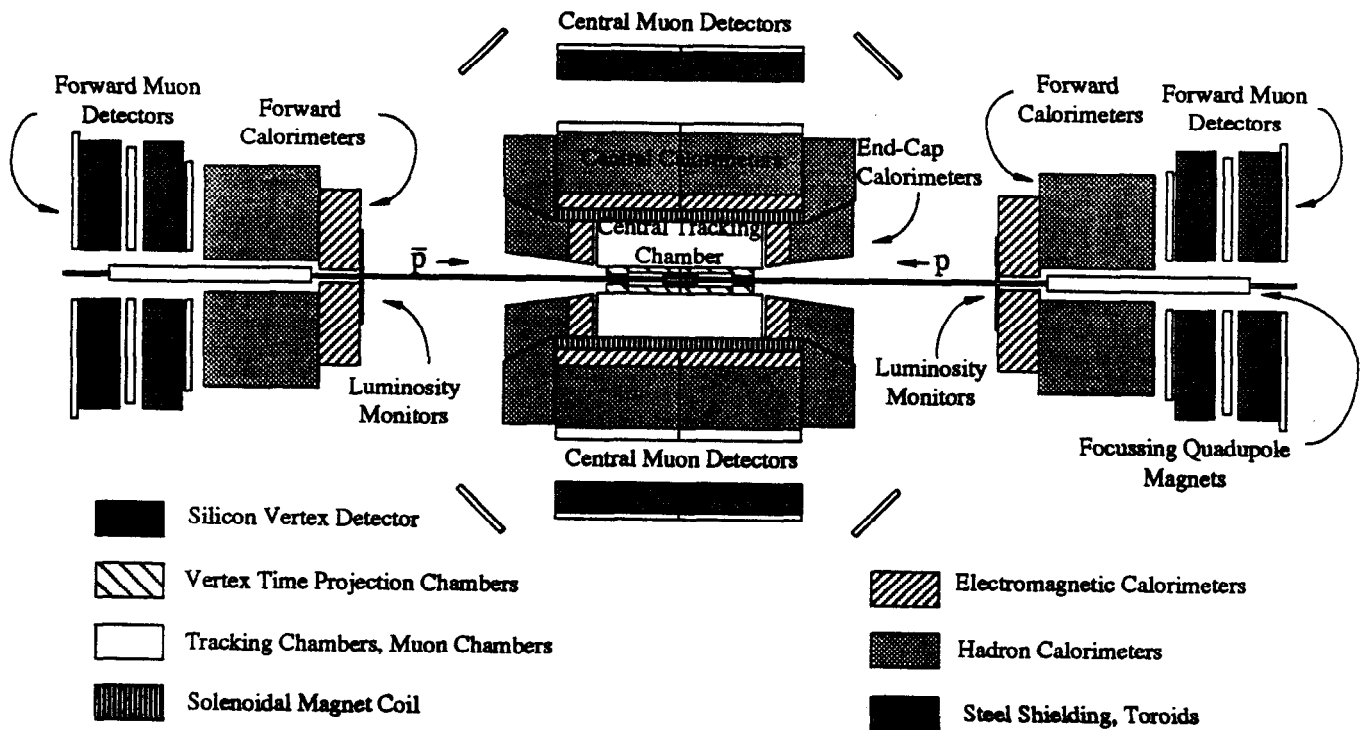 Central Muon Detectors
Forward Muon
Detectors
Forward
Calorimeters
Forward
Calorimeters
Forward Muon
Detectors
Central Calorimeters
End-Cap
Calorimeters
Central Tracking
Chamber
p̅
p
Luminosity
Monitors
Luminosity
Monitors
Central Muon Detectors
Focussing Quadupole
Magnets
Silicon Vertex Detector
Vertex Time Projection Chambers
Tracking Chambers, Muon Chambers
Solenoidal Magnet Coil
Electromagnetic Calorimeters
Hadron Calorimeters
Steel Shielding, Toroids